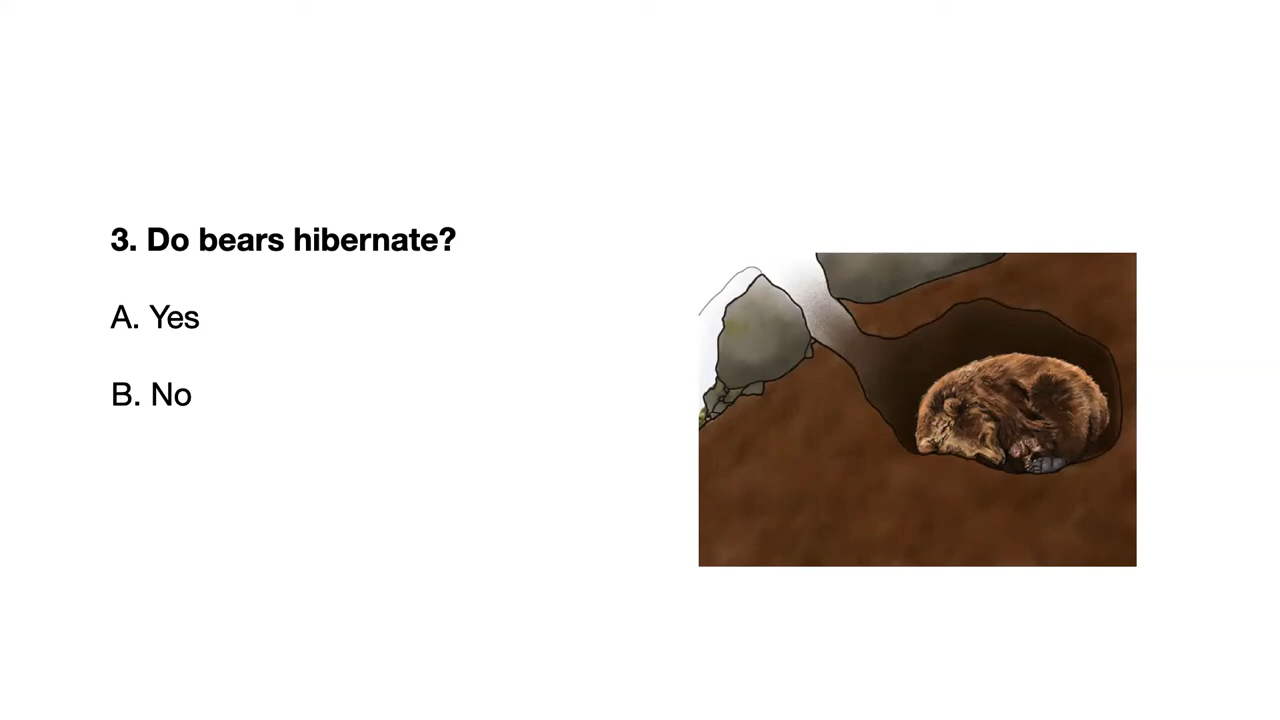 3. Do bears hibernate?
A. Yes
B. No